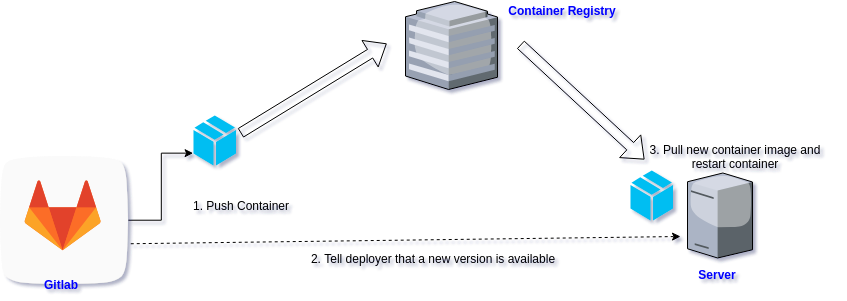 Container Registry
3. Pull new container image and
restart container
1. Push Container
2. Tell deployer that a new version is available
Server
Gitlab